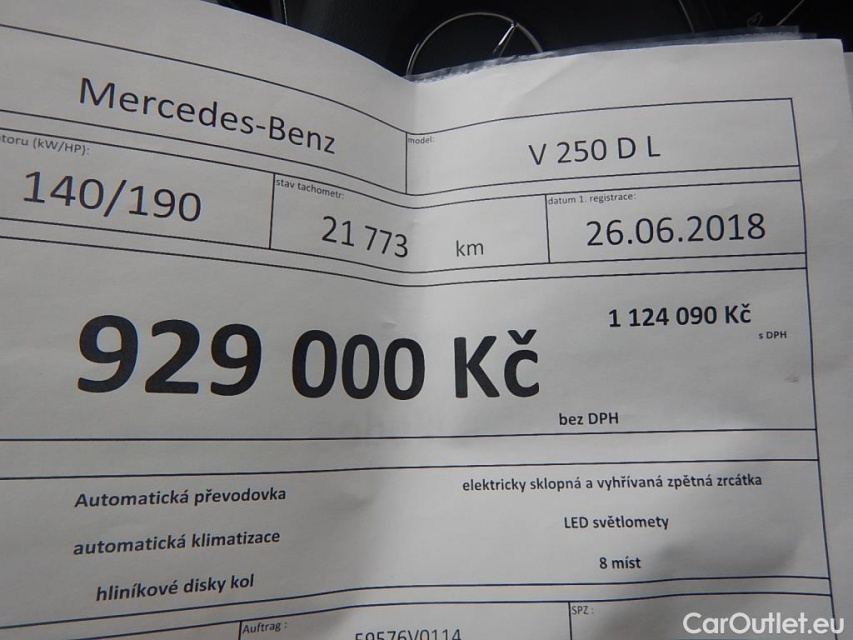 Mercedes-Benz
model:
V 250 D L
toru (kW/HP):
140/190
stav tachometr:
21 773 km
datum 1. registrace:
26.06.2018
929 000 Kč
bez DPH
1 124 090 Kč
s DPH
Automatická převodovka
elektricky sklopná a vyhřívaná zpětná zrcátka
automatická klimatizace
LED světlomety
hliníkové disky kol
8 míst
Auftrag :
SPZ :
CarOutlet.eu